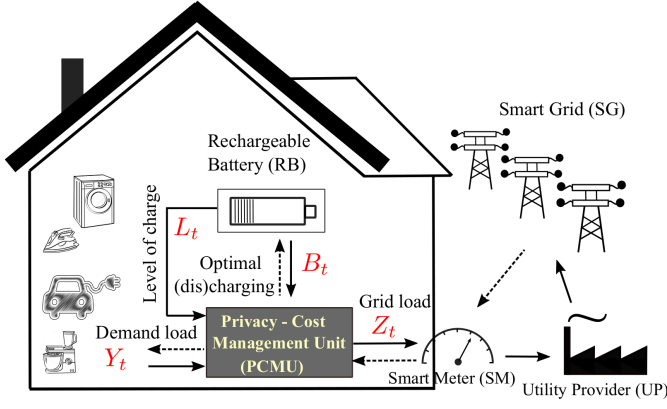 Smart Grid (SG)
Rechargeable
Battery (RB)
Level of charge
L_t
Optimal
(dis)charging
B_t
Grid load
Z_t
Demand load
Y_t
Privacy - Cost
Management Unit
(PCMU)
Smart Meter (SM)
Utility Provider (UP)